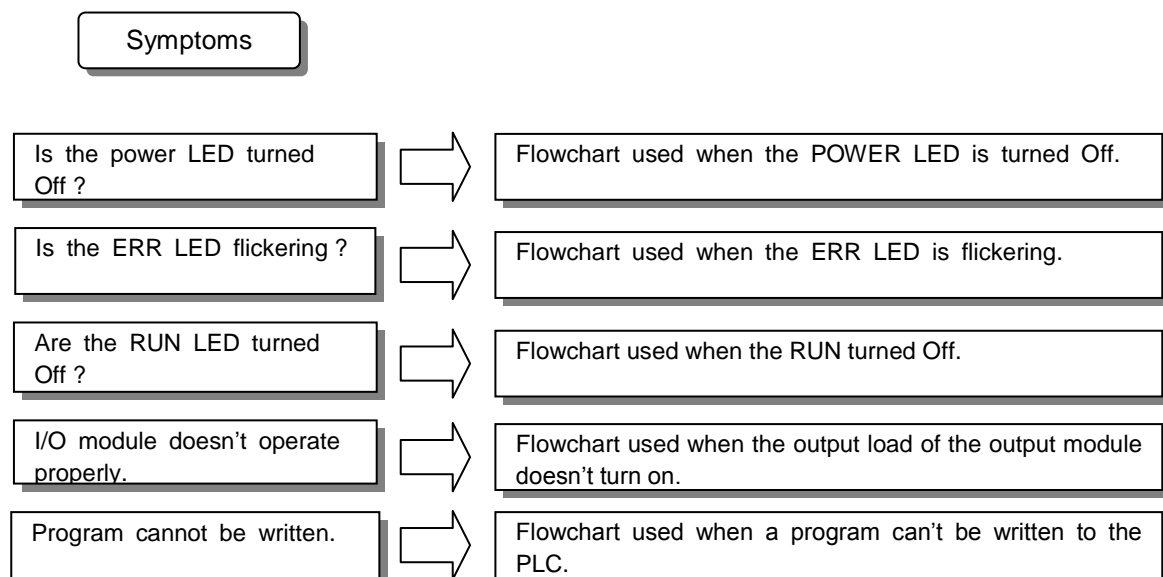 Symptoms
Is the power LED turned
Off ?
Flowchart used when the POWER LED is turned Off.
Is the ERR LED flickering ?
Flowchart used when the ERR LED is flickering.
Are the RUN LED turned
Off ?
Flowchart used when the RUN turned Off.
I/O module doesn’t operate
properly.
Flowchart used when the output load of the output module
doesn’t turn on.
Program cannot be written.
Flowchart used when a program can’t be written to the
PLC.